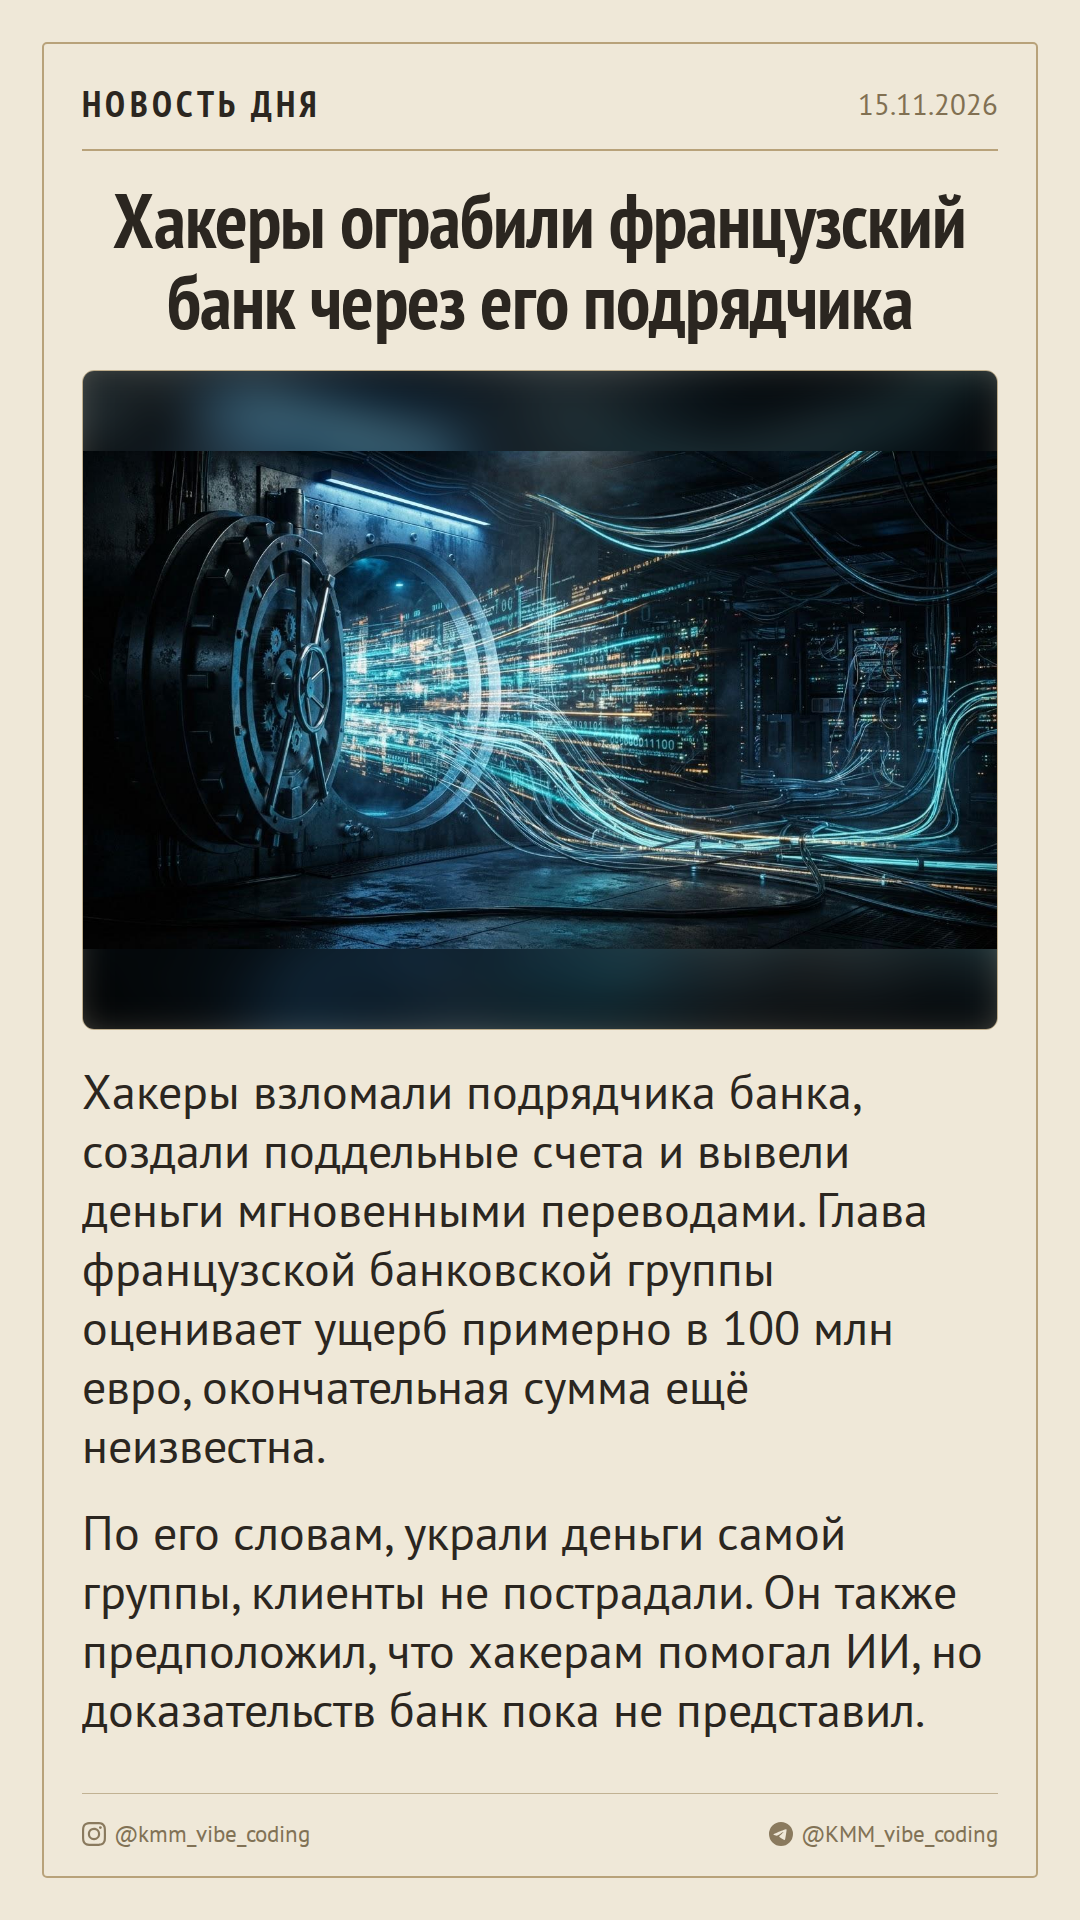 НОВОСТЬ ДНЯ
15.11.2026
Хакеры ограбили французский
банк через его подрядчика
Хакеры взломали подрядчика банка,
создали поддельные счета и вывели
деньги мгновенными переводами. Глава
французской банковской группы
оценивает ущерб примерно в 100 млн
евро, окончательная сумма ещё
неизвестна.
По его словам, украли деньги самой
группы, клиенты не пострадали. Он также
предположил, что хакерам помогал ИИ, но
доказательств банк пока не представил.
@kmm_vibe_coding
@KMM_vibe_coding